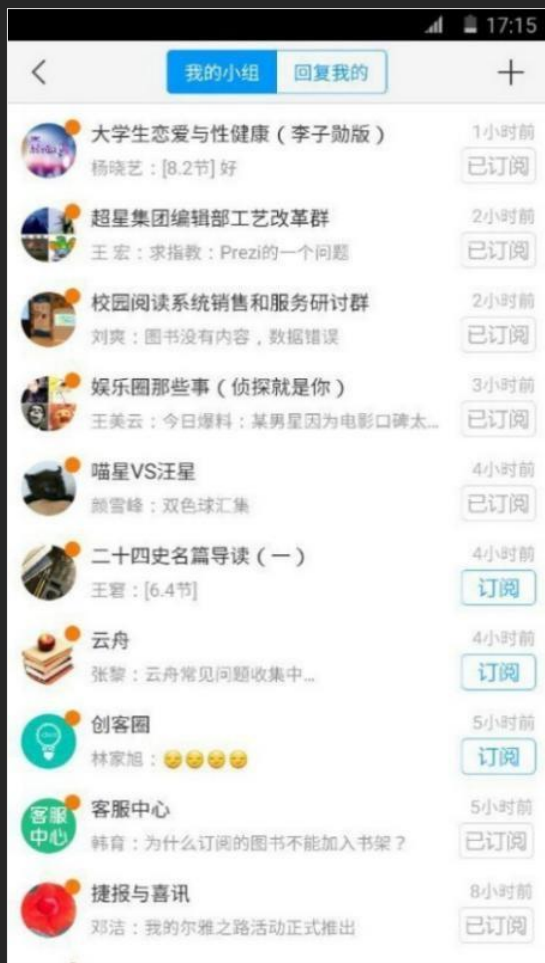 17:15
我的小组 回复我的
大学生恋爱与性健康（李子勋版） 1小时前
杨晓艺：[8.2节] 好 已订阅
超星集团编辑部工艺改革群 2小时前
王 宏：求指教：Prezi的一个问题 已订阅
校园阅读系统销售和服务研讨群 2小时前
刘爽：图书没有内容，数据错误 已订阅
娱乐圈那些事（侦探就是你） 3小时前
王美云：今日爆料：某男星因为电影口碑太... 已订阅
喵星VS汪星 4小时前
颜雪峰：双色球汇集 已订阅
二十四史名篇导读（一） 4小时前
王窘：[6.4节] 订阅
云舟 4小时前
张黎：云舟常见问题收集中... 订阅
创客圈 5小时前
林家旭：😏😏😏😏 订阅
客服中心 客服中心 5小时前
韩育：为什么订阅的图书不能加入书架？ 已订阅
捷报与喜讯 8小时前
邓洁：我的尔雅之路活动正式推出 已订阅